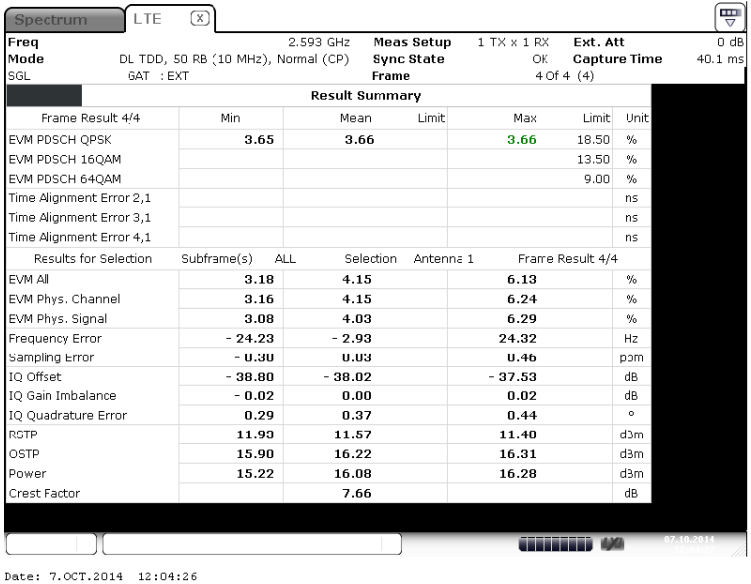 Spectrum LTE X
Freq 2.593 GHz Meas Setup 1 TX x 1 RX Ext. Att 0 dB
Mode DL TDD, 50 RB (10 MHz), Normal (CP) Sync State OK Capture Time 40.1 ms
SGL GAT : EXT Frame 4 Of 4 (4)
Result Summary
Frame Result 4/4 Min Mean Limit Max Limit Unit
EVM PDSCH QPSK 3.65 3.66 3.66 18.50 %
EVM PDSCH 16QAM 13.50 %
EVM PDSCH 64QAM 9.00 %
Time Alignment Error 2,1 ns
Time Alignment Error 3,1 ns
Time Alignment Error 4,1 ns
Results for Selection Subframe(s) ALL Selection Antenna 1 Frame Result 4/4
EVM All 3.18 4.15 6.13 %
EVM Phys. Channel 3.16 4.15 6.24 %
EVM Phys. Signal 3.08 4.03 6.29 %
Frequency Error - 24.23 - 2.93 24.32 Hz
Sampling Error - 0.30 0.03 0.46 ppm
IQ Offset - 38.80 - 38.02 - 37.53 dB
IQ Gain Imbalance - 0.02 0.00 0.02 dB
IQ Quadrature Error 0.29 0.37 0.44 °
RSTP 11.57 11.40 dBm
OSTP 15.90 16.22 16.31 dBm
Power 15.22 16.08 16.28 dBm
Crest Factor 7.66 dB
07.10.2014
Date: 7.OCT.2014 12:04:26